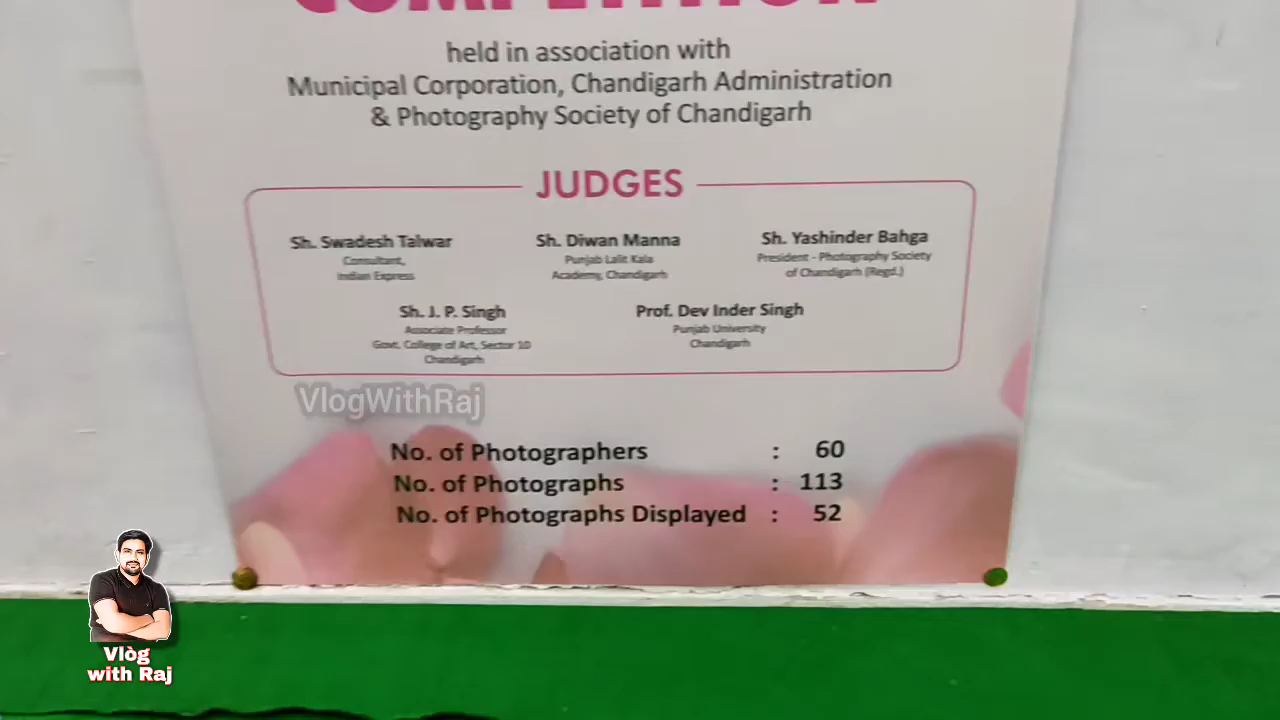 COMPETITION
held in association with
Municipal Corporation, Chandigarh Administration
& Photography Society of Chandigarh
JUDGES
Sh. Swadesh Talwar
Consultant,
Indian Express
Sh. Diwan Manna
Punjab Lalit Kala
Academy, Chandigarh
Sh. Yashinder Bahga
President - Photography Society
of Chandigarh (Regd.)
Sh. J. P. Singh
Associate Professor
Govt. College of Art, Sector 10
Chandigarh
Prof. Dev Inder Singh
Punjab University
Chandigarh
VlogWithRaj
No. of Photographers : 60
No. of Photographs : 113
No. of Photographs Displayed : 52
Vlòg
with Raj